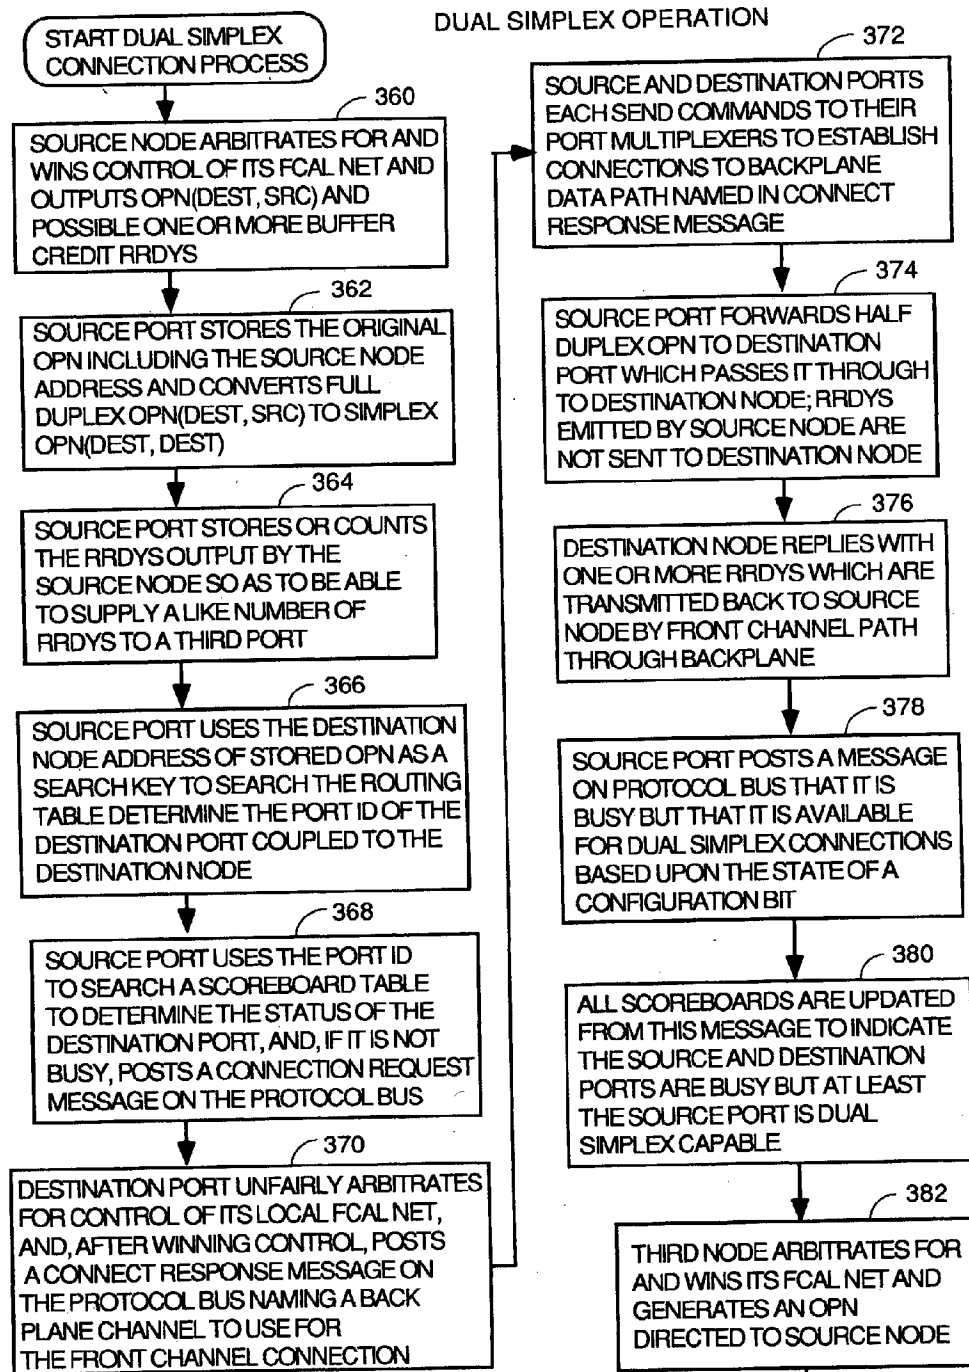 DUAL SIMPLEX OPERATION
START DUAL SIMPLEX
CONNECTION PROCESS
360
SOURCE NODE ARBITRATES FOR AND
WINS CONTROL OF ITS FCAL NET AND
OUTPUTS OPN(DEST, SRC) AND
POSSIBLE ONE OR MORE BUFFER
CREDIT RRDYS
362
SOURCE PORT STORES THE ORIGINAL
OPN INCLUDING THE SOURCE NODE
ADDRESS AND CONVERTS FULL
DUPLEX OPN(DEST, SRC) TO SIMPLEX
OPN(DEST, DEST)
364
SOURCE PORT STORES OR COUNTS
THE RRDYS OUTPUT BY THE
SOURCE NODE SO AS TO BE ABLE
TO SUPPLY A LIKE NUMBER OF
RRDYS TO A THIRD PORT
366
SOURCE PORT USES THE DESTINATION
NODE ADDRESS OF STORED OPN AS A
SEARCH KEY TO SEARCH THE ROUTING
TABLE DETERMINE THE PORT ID OF THE
DESTINATION PORT COUPLED TO THE
DESTINATION NODE
368
SOURCE PORT USES THE PORT ID
TO SEARCH A SCOREBOARD TABLE
TO DETERMINE THE STATUS OF THE
DESTINATION PORT, AND, IF IT IS NOT
BUSY, POSTS A CONNECTION REQUEST
MESSAGE ON THE PROTOCOL BUS
370
DESTINATION PORT UNFAIRLY ARBITRATES
FOR CONTROL OF ITS LOCAL FCAL NET,
AND, AFTER WINNING CONTROL, POSTS
A CONNECT RESPONSE MESSAGE ON
THE PROTOCOL BUS NAMING A BACK
PLANE CHANNEL TO USE FOR
THE FRONT CHANNEL CONNECTION
372
SOURCE AND DESTINATION PORTS
EACH SEND COMMANDS TO THEIR
PORT MULTIPLEXERS TO ESTABLISH
CONNECTIONS TO BACKPLANE
DATA PATH NAMED IN CONNECT
RESPONSE MESSAGE
374
SOURCE PORT FORWARDS HALF
DUPLEX OPN TO DESTINATION
PORT WHICH PASSES IT THROUGH
TO DESTINATION NODE; RRDYS
EMITTED BY SOURCE NODE ARE
NOT SENT TO DESTINATION NODE
376
DESTINATION NODE REPLIES WITH
ONE OR MORE RRDYS WHICH ARE
TRANSMITTED BACK TO SOURCE
NODE BY FRONT CHANNEL PATH
THROUGH BACKPLANE
378
SOURCE PORT POSTS A MESSAGE
ON PROTOCOL BUS THAT IT IS
BUSY BUT THAT IT IS AVAILABLE
FOR DUAL SIMPLEX CONNECTIONS
BASED UPON THE STATE OF A
CONFIGURATION BIT
380
ALL SCOREBOARDS ARE UPDATED
FROM THIS MESSAGE TO INDICATE
THE SOURCE AND DESTINATION
PORTS ARE BUSY BUT AT LEAST
THE SOURCE PORT IS DUAL
SIMPLEX CAPABLE
382
THIRD NODE ARBITRATES FOR
AND WINS ITS FCAL NET AND
GENERATES AN OPN
DIRECTED TO SOURCE NODE